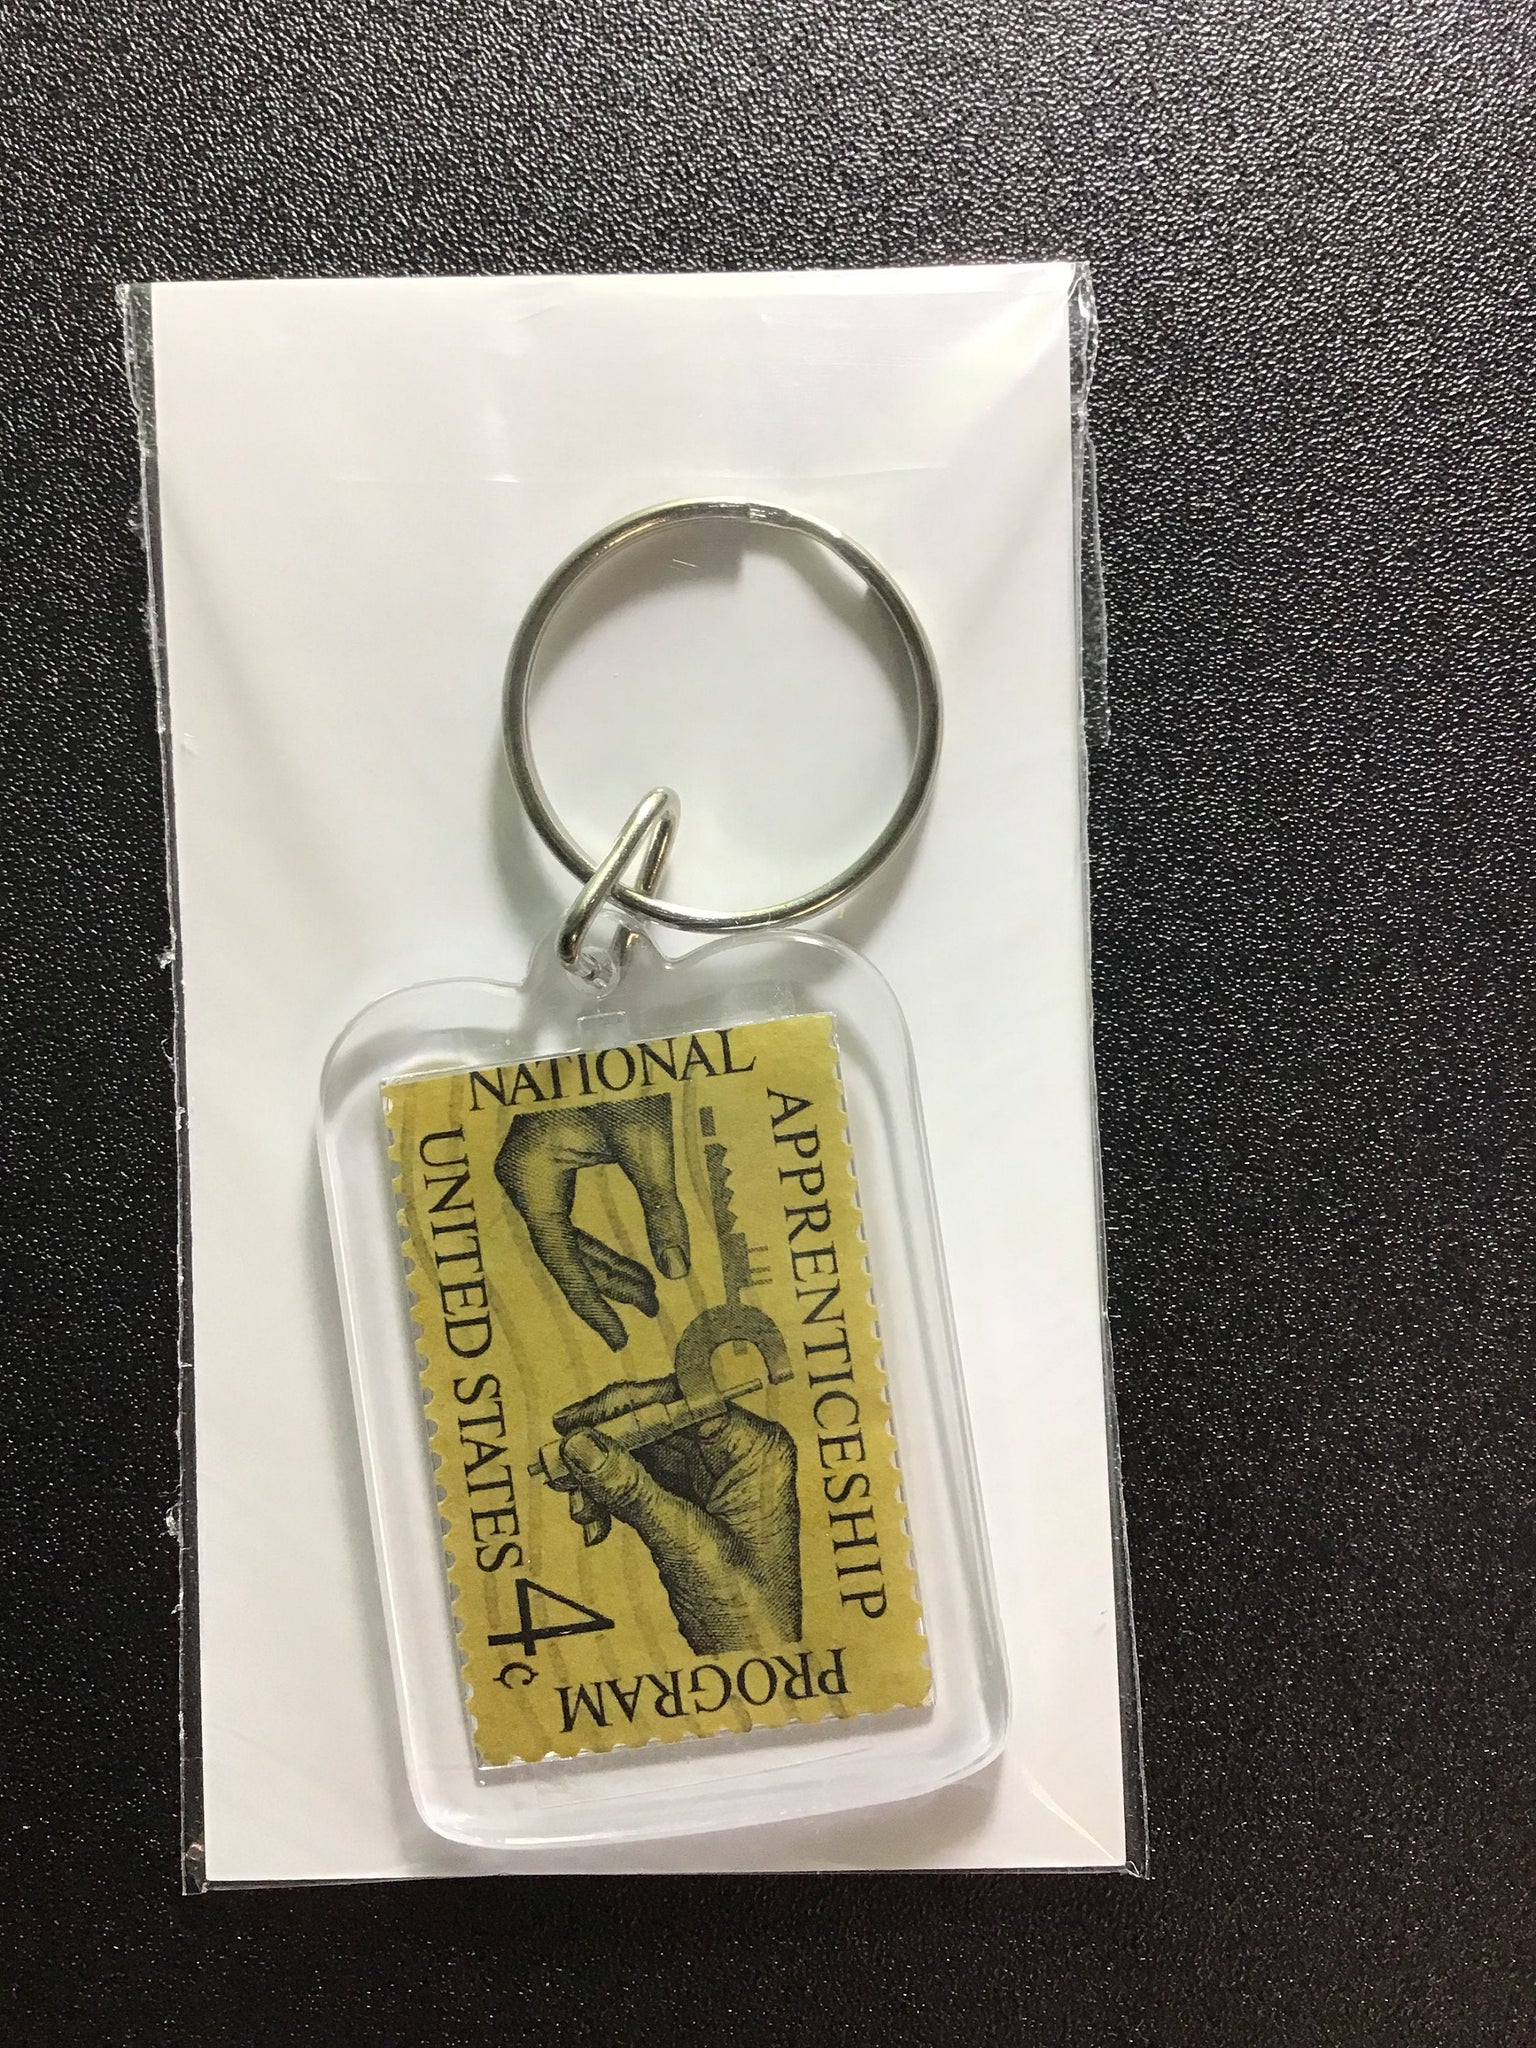 NATIONAL
APPRENTICESHIP
PROGRAM
UNITED STATES 4¢